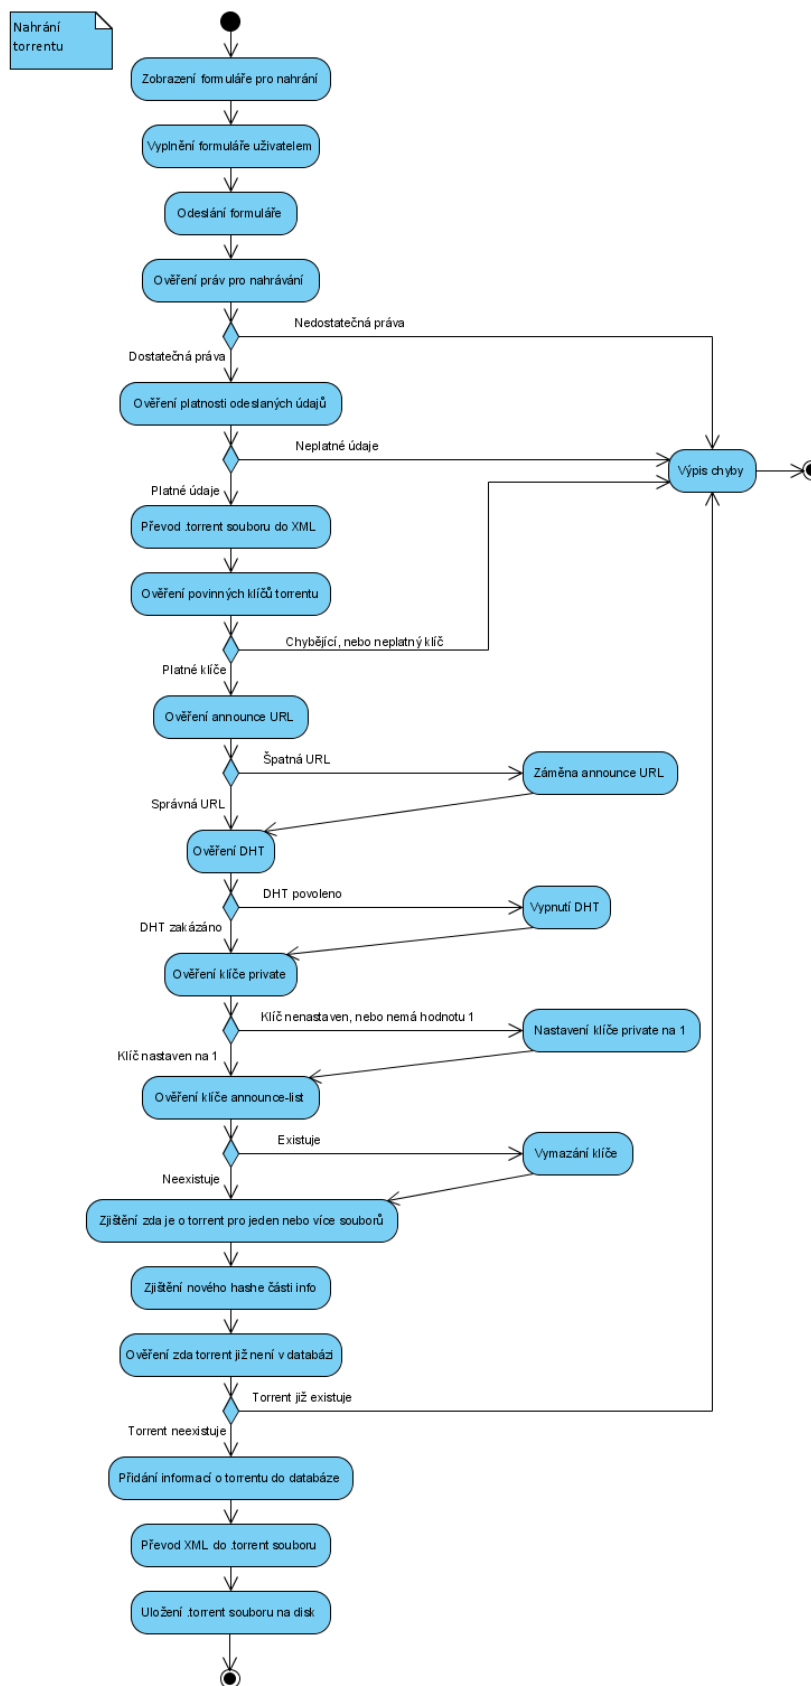 Nahrání
torrentu
Zobrazení formuláře pro nahrání
Vyplnění formuláře uživatelem
Odeslání formuláře
Ověření práv pro nahrávání
Nedostatečná práva
Dostatečná práva
Ověření platnosti odeslaných údajů
Neplatné údaje
Výpis chyby
Platné údaje
Převod .torrent souboru do XML
Ověření povinných klíčů torrentu
Chybějící, nebo neplatný klíč
Platné klíče
Ověření announce URL
Špatná URL
Záměna announce URL
Správná URL
Ověření DHT
DHT povoleno
Vypnutí DHT
DHT zakázáno
Ověření klíče private
Klíč nenastaven, nebo nemá hodnotu 1
Nastavení klíče private na 1
Klíč nastaven na 1
Ověření klíče announce-list
Existuje
Vymazání klíče
Neexistuje
Zjištění zda je o torrent pro jeden nebo více souborů
Zjištění nového hashe části info
Ověření zda torrent již není v databázi
Torrent již existuje
Torrent neexistuje
Přidání informací o torrentu do databáze
Převod XML do .torrent souboru
Uložení .torrent souboru na disk